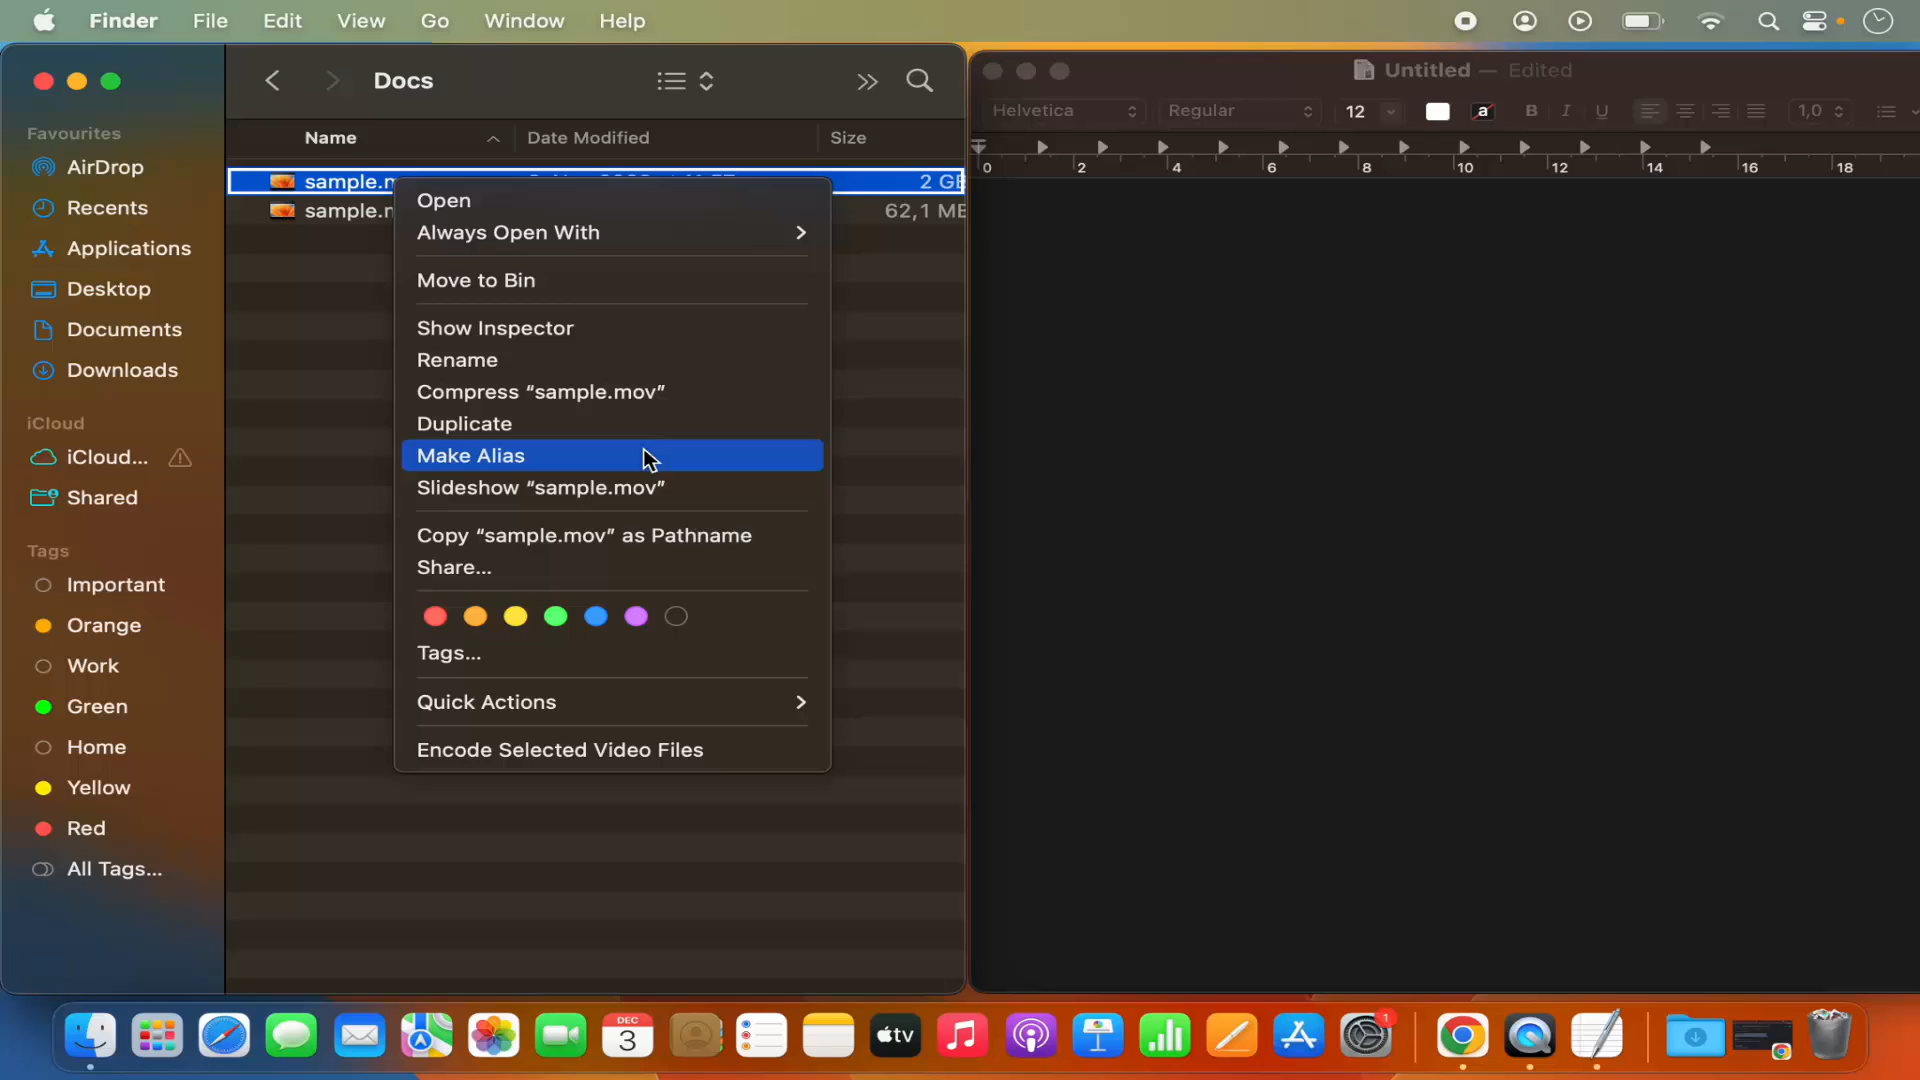 Finder File Edit View Go Window Help
Docs
Favourites
AirDrop
Recents
Applications
Desktop
Documents
Downloads
iCloud
iCloud...
Shared
Tags
Important
Orange
Work
Green
Home
Yellow
Red
All Tags...
Name Date Modified Size
2 GB
62,1 MB
Open
Always Open With
Move to Bin
Show Inspector
Rename
Compress “sample.mov”
Duplicate
Make Alias
Slideshow “sample.mov”
Copy “sample.mov” as Pathname
Share...
Tags...
Quick Actions
Encode Selected Video Files
Untitled — Edited
Helvetica Regular 12 a B I U 1,0
0 2 4 6 8 10 12 14 16 18
DEC
3
tv
1